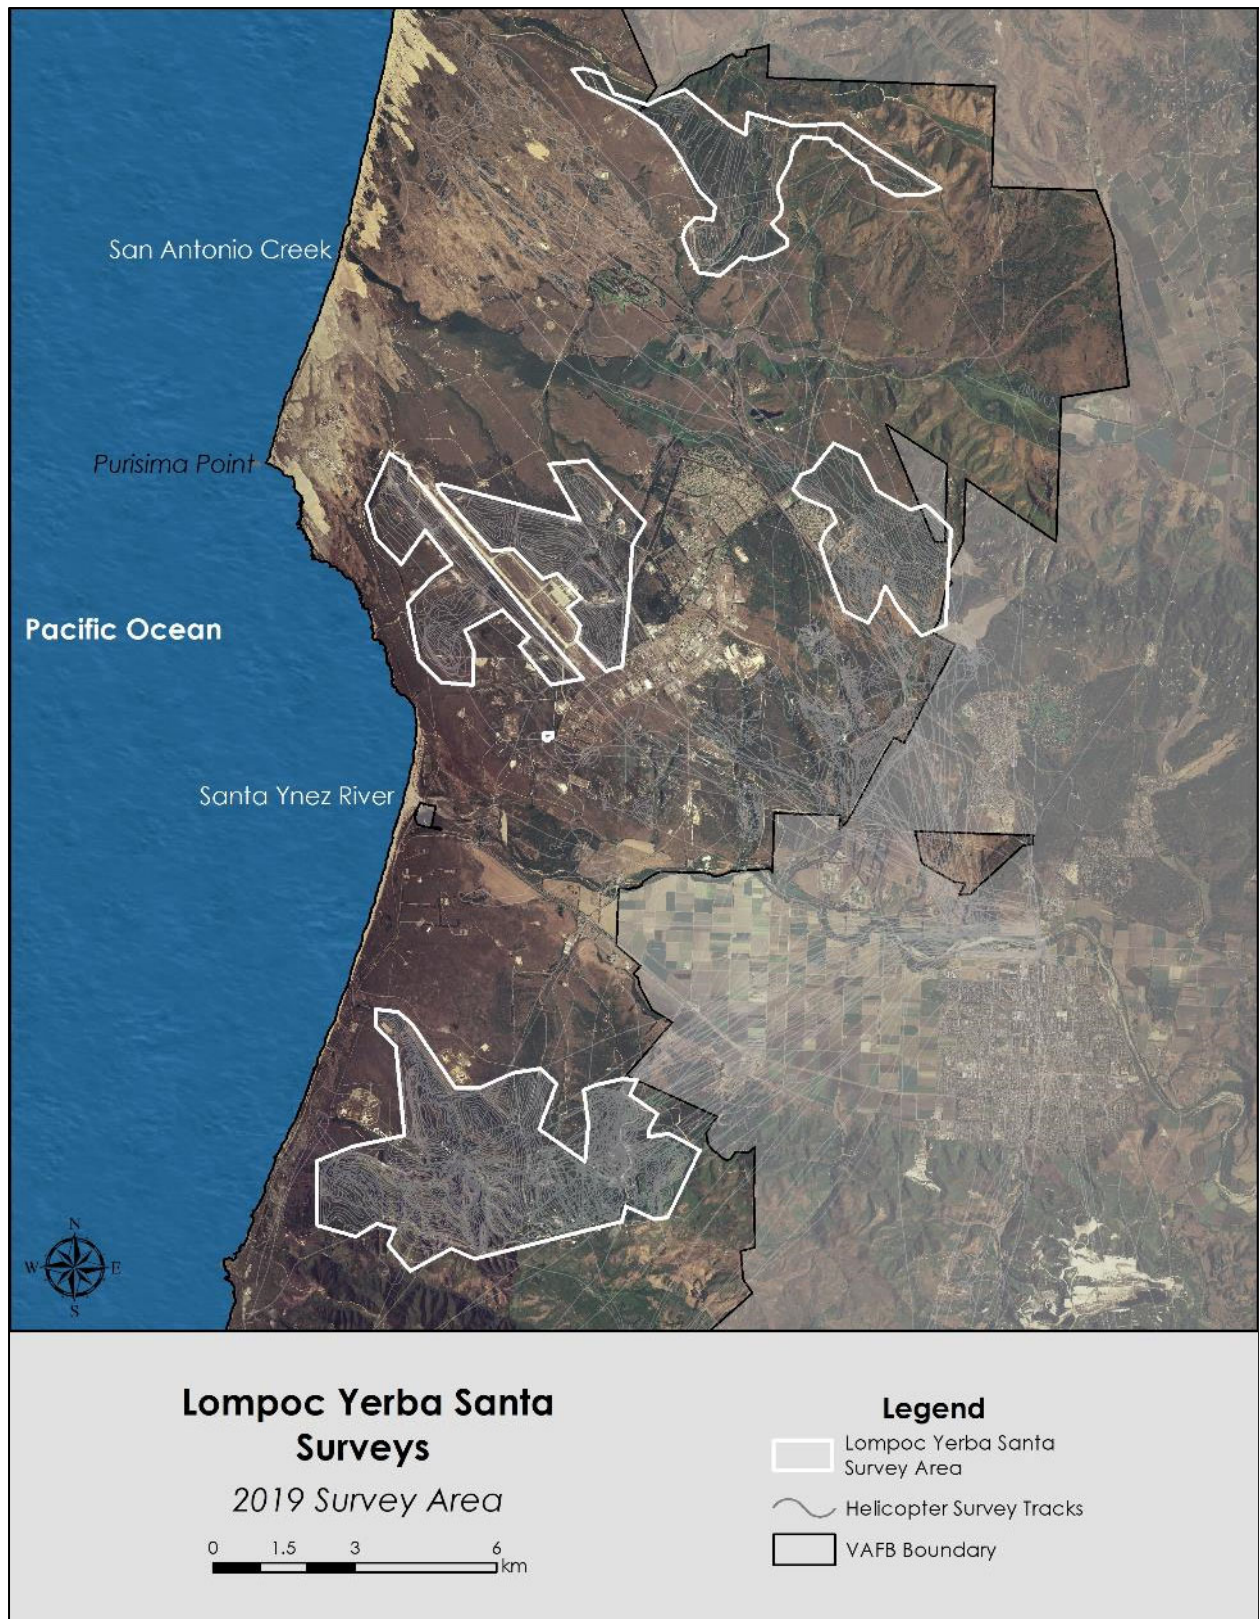 San Antonio Creek
Purisima Point
Pacific Ocean
Santa Ynez River
N
W E
S
Lompoc Yerba Santa
Surveys
2019 Survey Area
0 1.5 3 6
km
Legend
Lompoc Yerba Santa
Survey Area
Helicopter Survey Tracks
VAFB Boundary